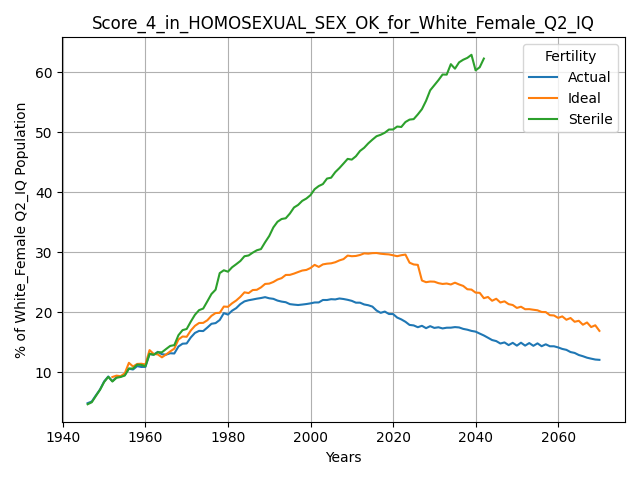 Score_4_in_HOMOSEXUAL_SEX_OK_for_White_Female_Q2_IQ
% of White_Female Q2_IQ Population
60
50
40
30
20
10
Fertility
Actual
Ideal
Sterile
1940 1960 1980 2000 2020 2040 2060
Years